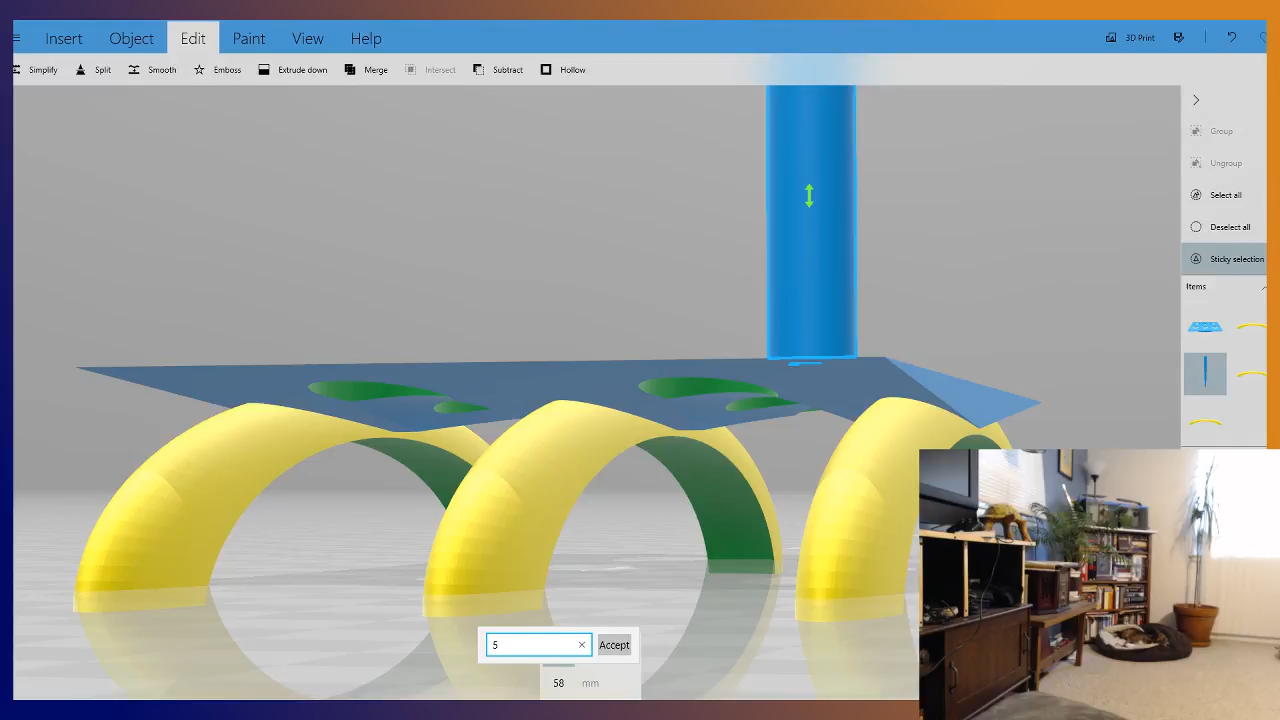 Insert Object Edit Paint View Help 3D Print
Simplify Split Smooth Emboss Extrude down Merge Intersect Subtract Hollow
Group
Ungroup
Select all
Deselect all
Sticky selection
Items
5 Accept
58 mm